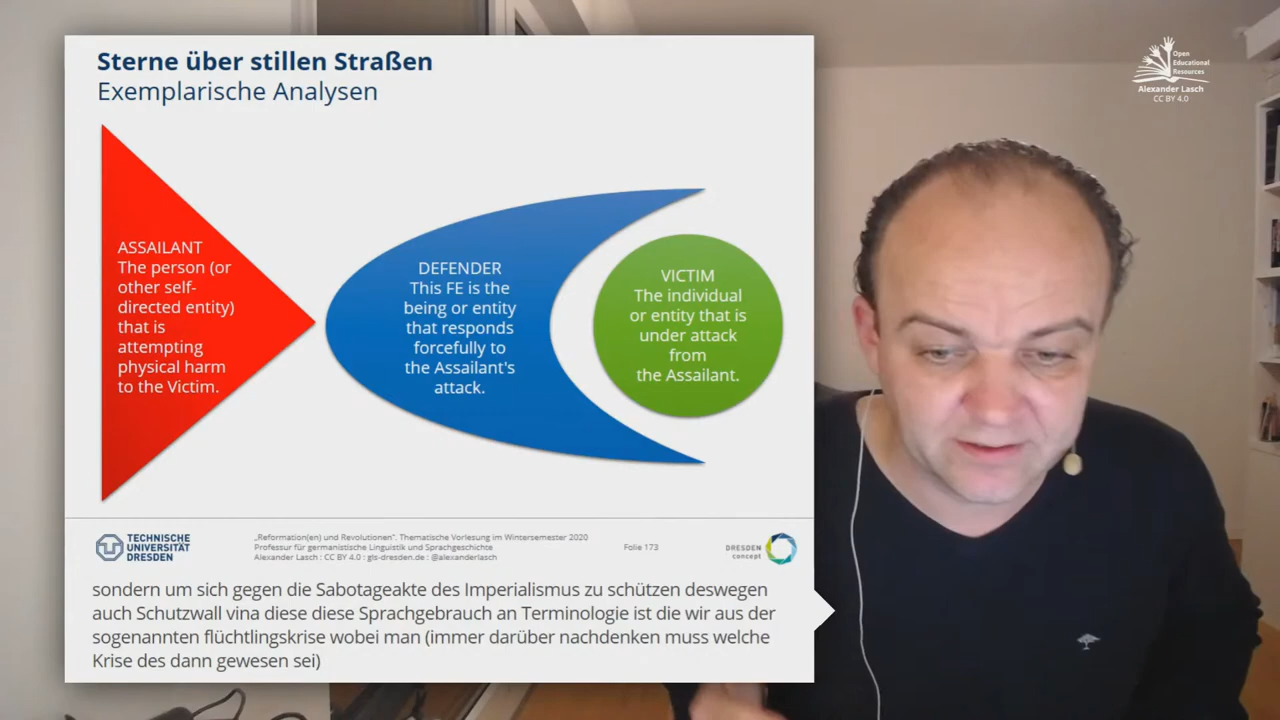 Sterne über stillen Straßen
Exemplarische Analysen
ASSAILANT
The person (or
other self-
directed entity)
that is
attempting
physical harm
to the Victim.
DEFENDER
This FE is the
being or entity
that responds
forcefully to
the Assailant's
attack.
VICTIM
The individual
or entity that is
under attack
from
the Assailant.
TECHNISCHE
UNIVERSITÄT
DRESDEN
„Reformation(en) und Revolutionen“. Thematische Vorlesung im Wintersemester 2020
Professur für germanistische Linguistik und Sprachgeschichte
Alexander Lasch : CC BY 4.0 : gls-dresden.de : @alexanderlasch
Folie 173
DRESDEN
concept
sondern um sich gegen die Sabotageakte des Imperialismus zu schützen deswegen
auch Schutzwall vina diese diese Sprachgebrauch an Terminologie ist die wir aus der
sogenannten flüchtlingskrise wobei man (immer darüber nachdenken muss welche
Krise des dann gewesen sei)
Open
Educational
Resources
Alexander Lasch
CC BY 4.0